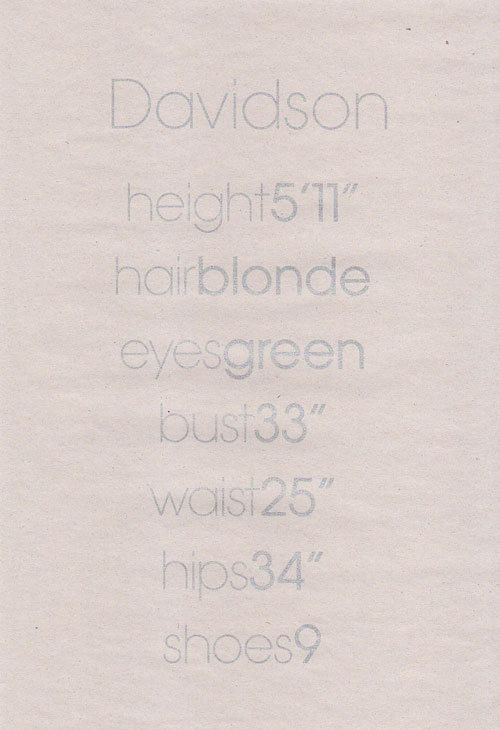 Davidson
height5'11"
hairblonde
eyesgreen
bust33"
waist25"
hips34"
shoes9